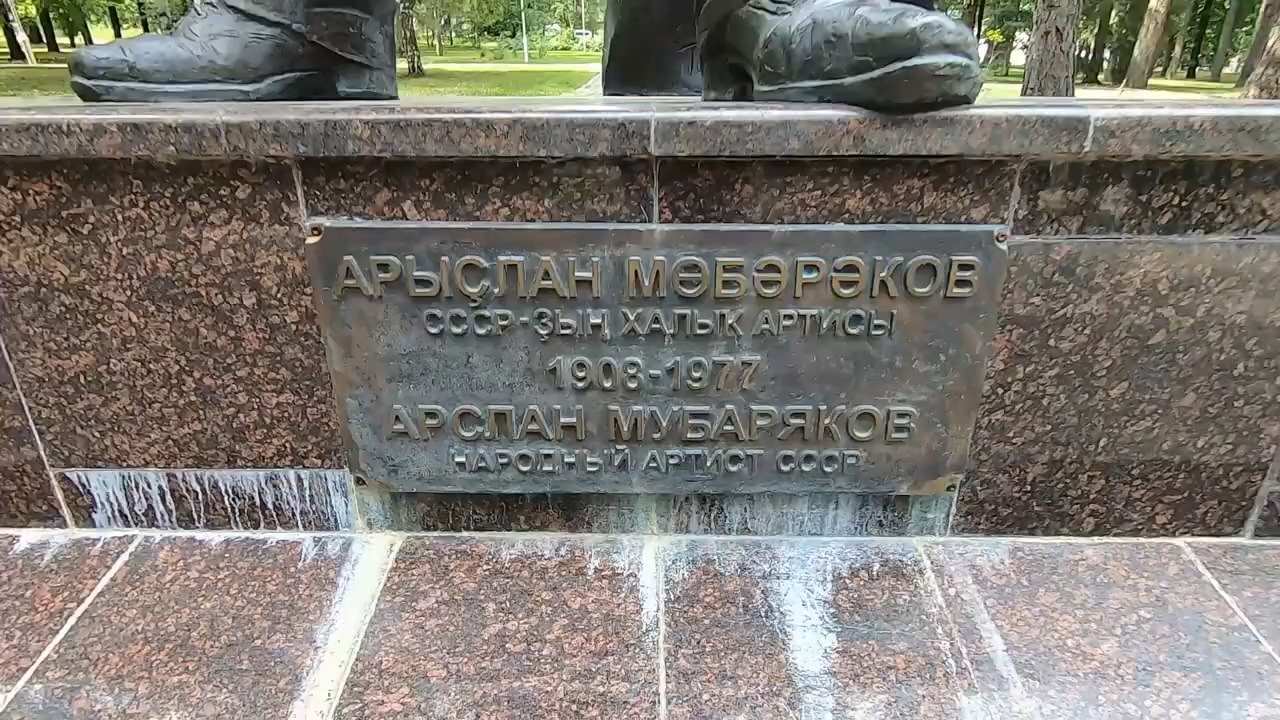 АРЫҪЛАН МӨБӘРӘКОВ
СССР-ҘЫҢ ХАЛЫҠ АРТИСЫ
1908-1977
АРСЛАН МУБАРЯКОВ
НАРОДНЫЙ АРТИСТ СССР